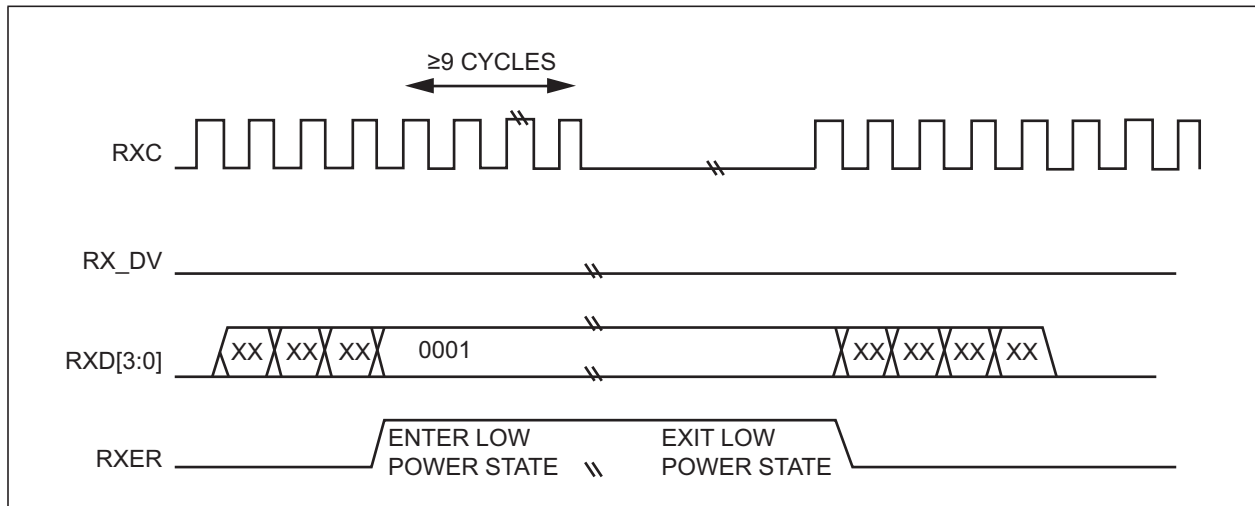 ≥9 CYCLES
RXC
RX_DV
RXD[3:0] XX XX XX 0001 XX XX XX XX
RXER
ENTER LOW EXIT LOW
POWER STATE POWER STATE